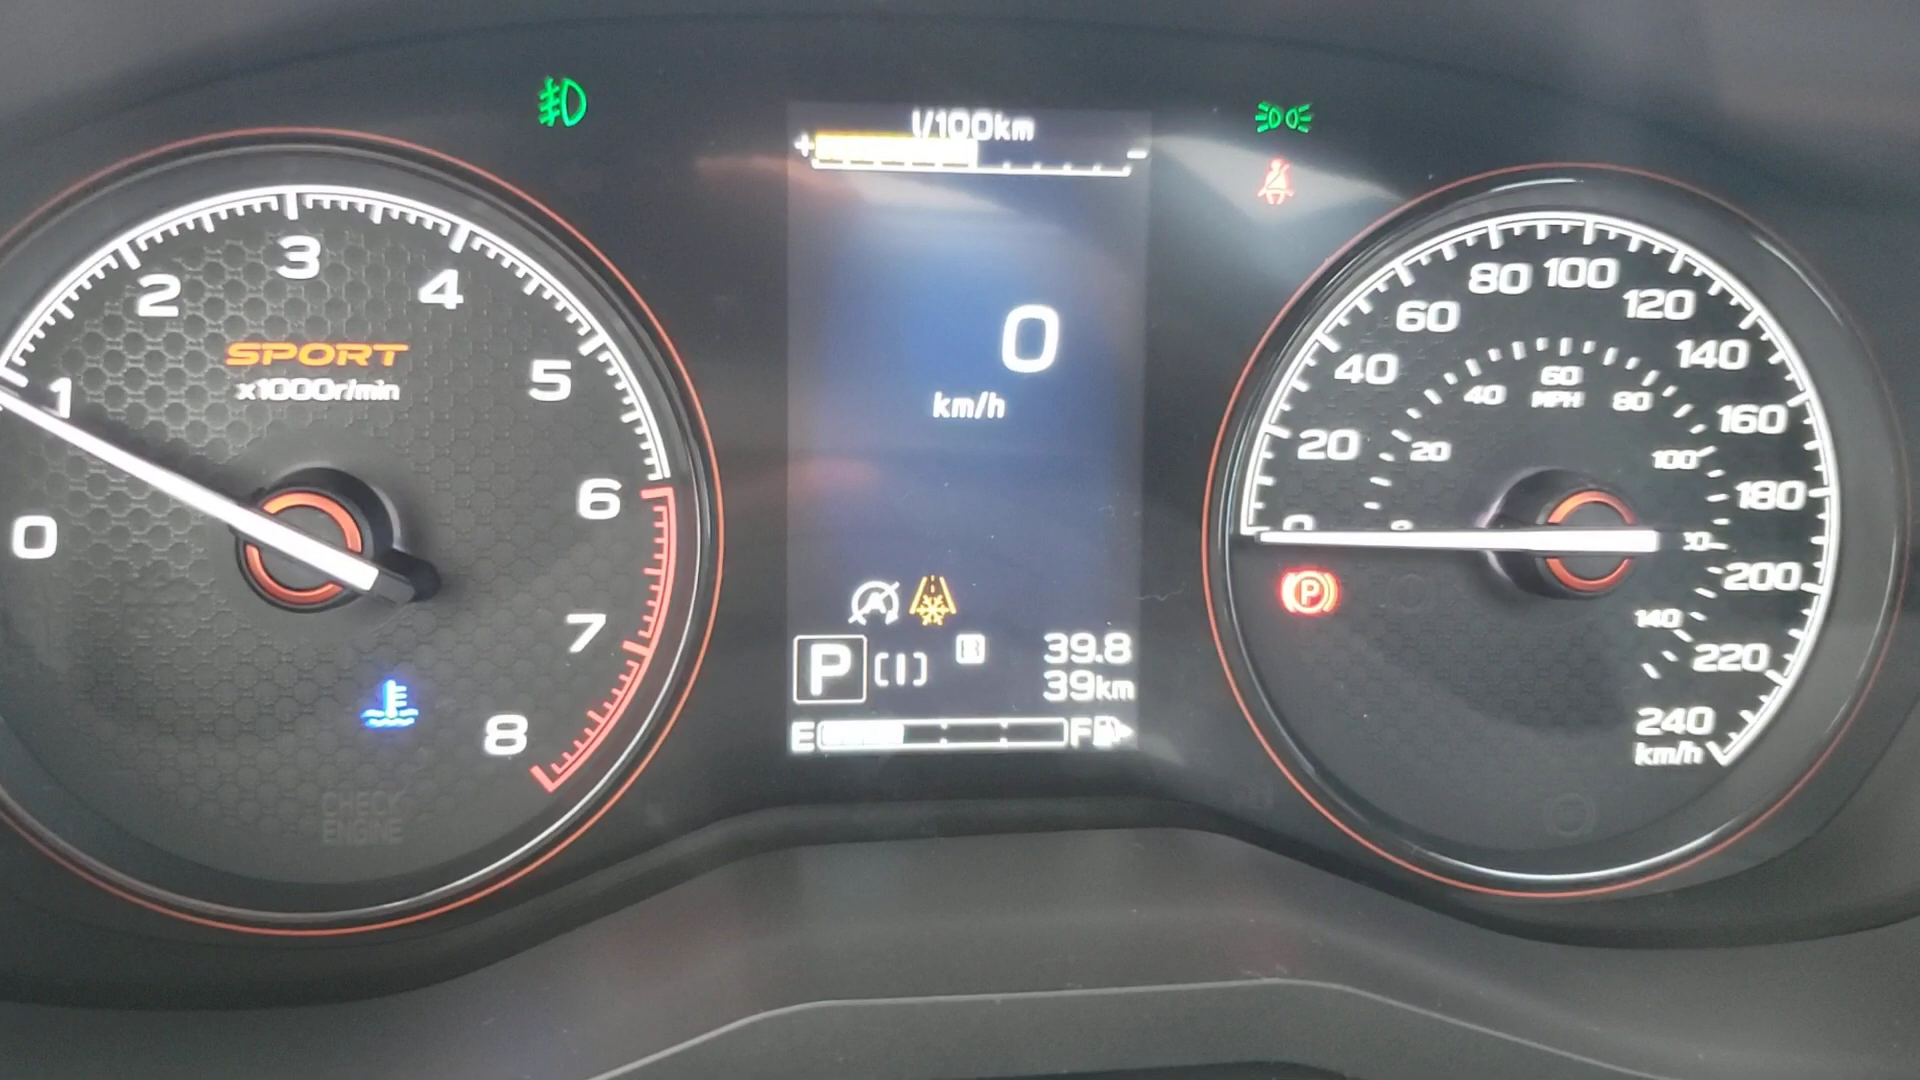 l/100km
+ -
0
km/h
P [I] B 39.8
39km
E F
0
1
2
3
4
5
6
7
8
SPORT
x1000r/min
CHECK
ENGINE
0
20
40
60
80
100
120
140
160
180
200
220
240
km/h
20
40
60
MPH
80
100
140
P
A